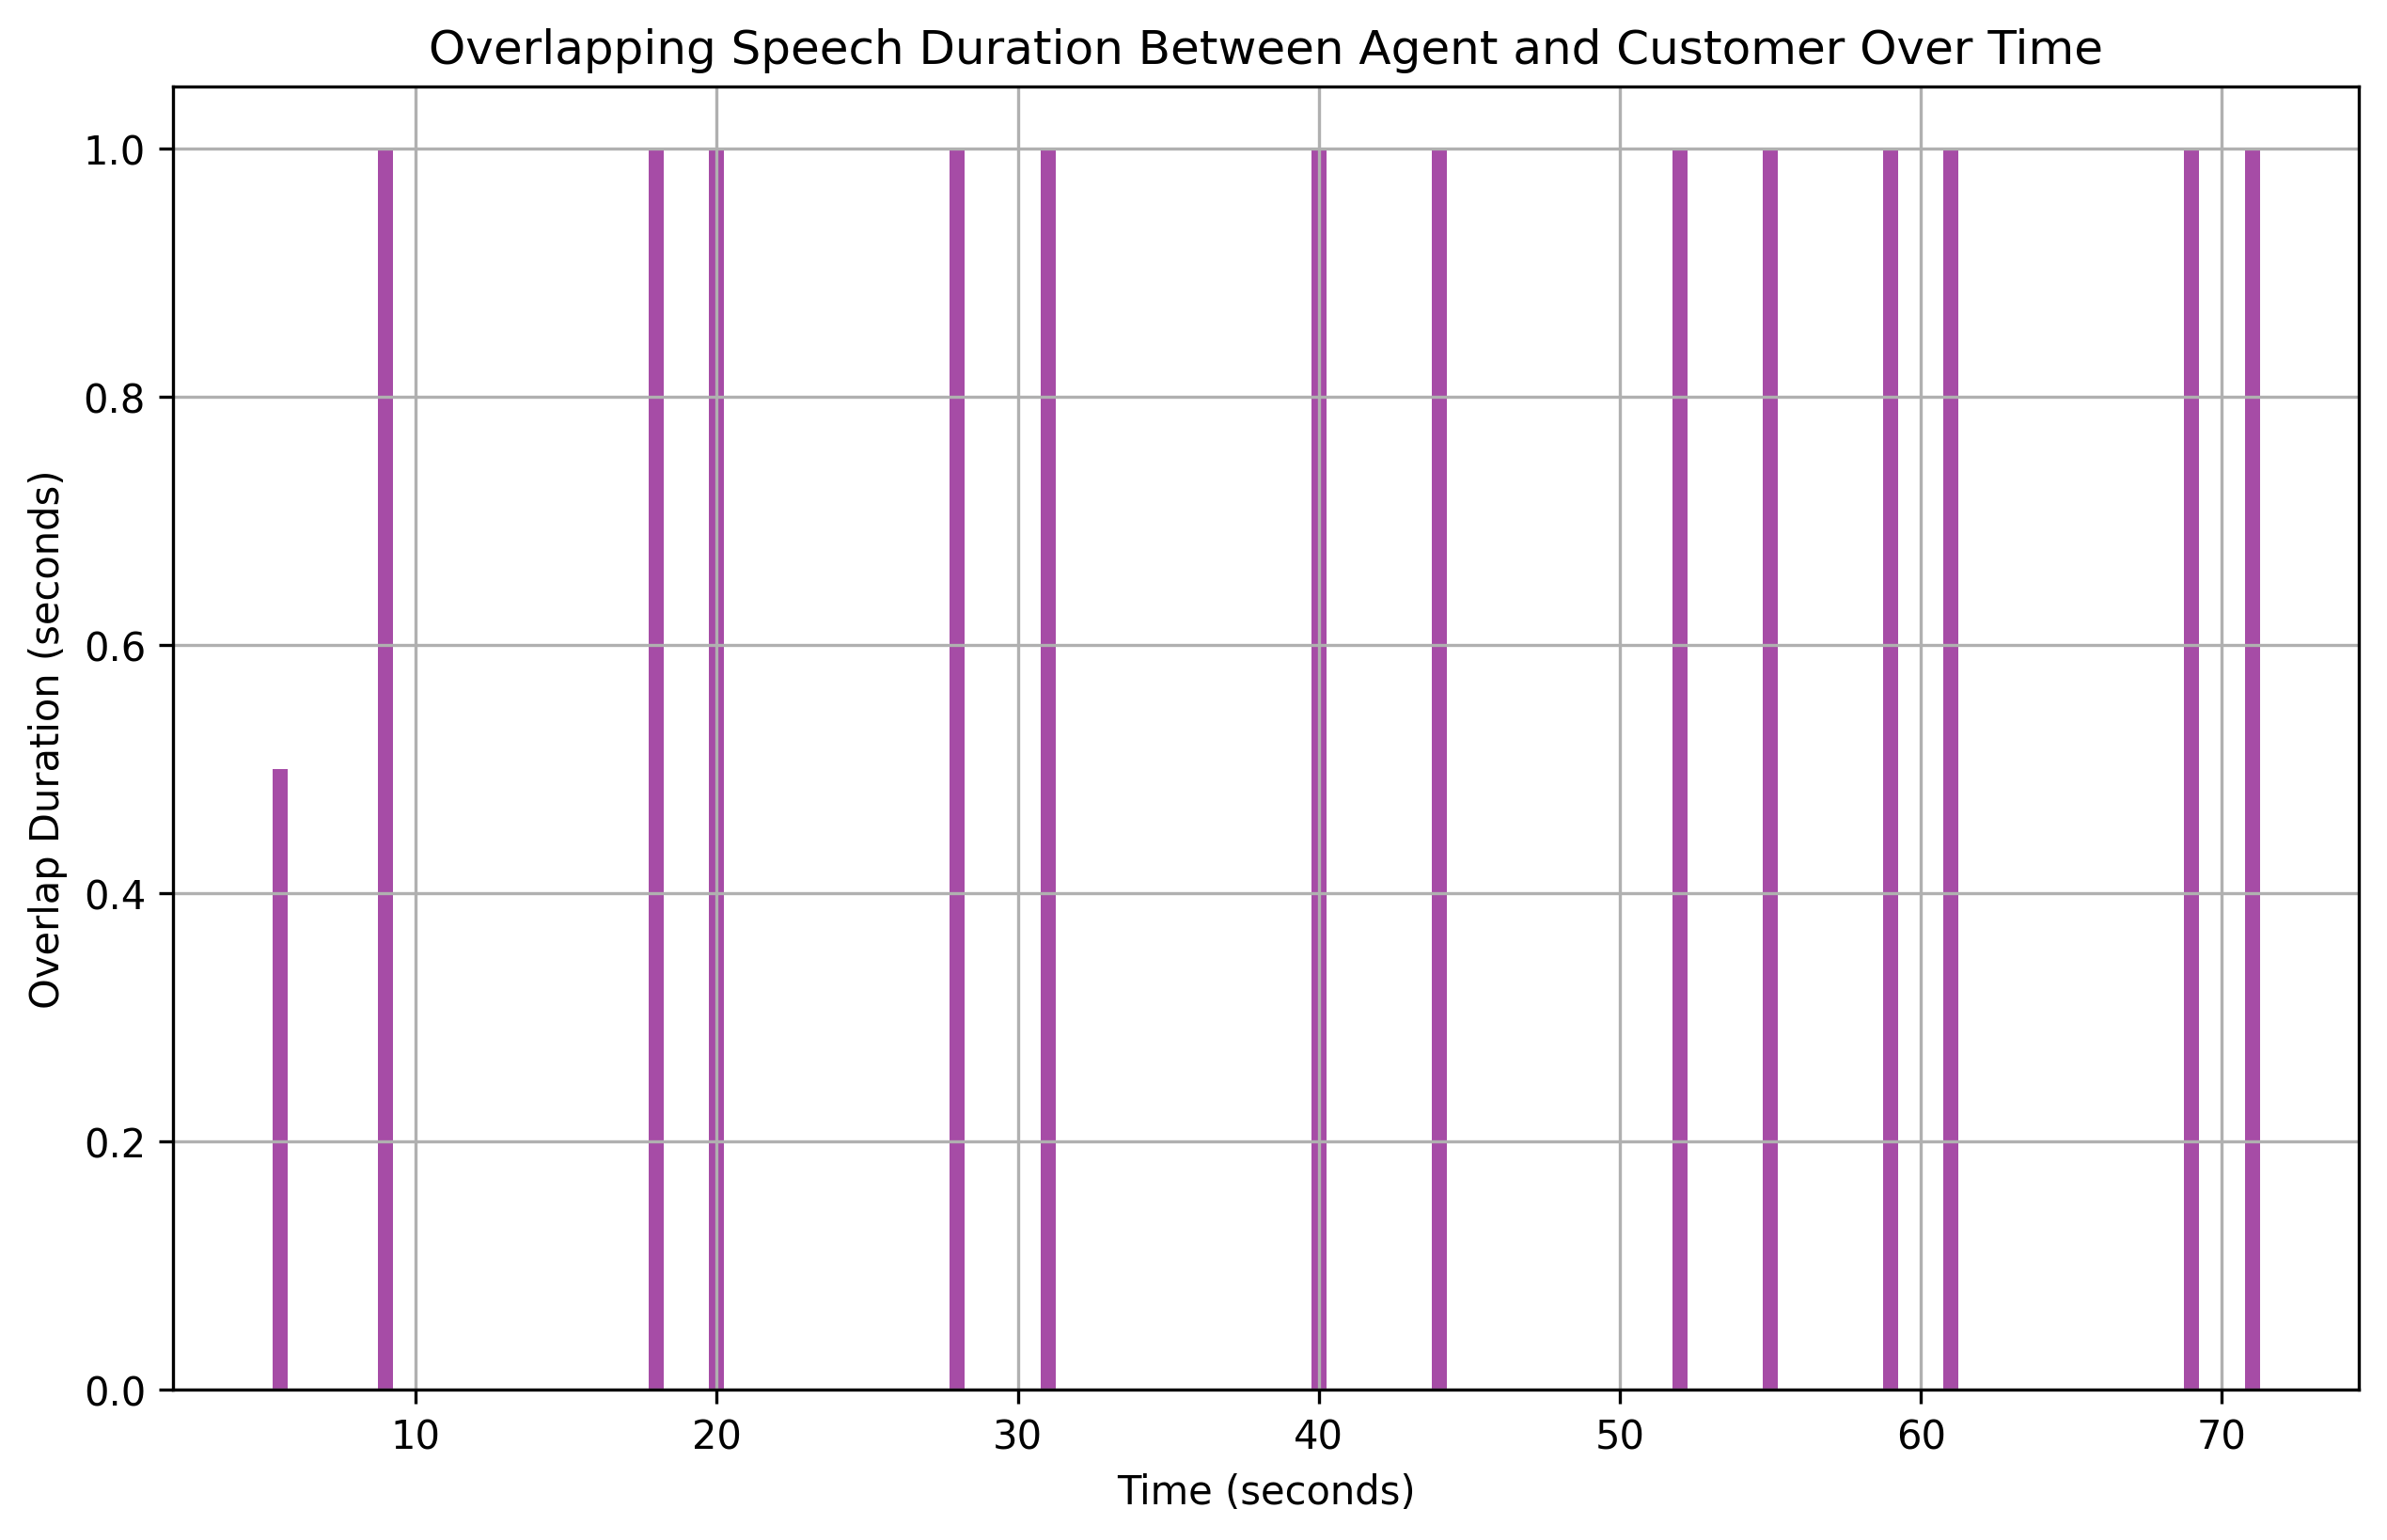 Overlapping Speech Duration Between Agent and Customer Over Time
Overlap Duration (seconds)
1.0
0.8
0.6
0.4
0.2
0.0
10 20 30 40 50 60 70
Time (seconds)